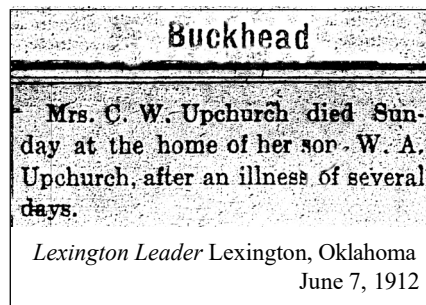 Buckhead
Mrs. C. W. Upchurch died Sun-
day at the home of her son, W. A.
Upchurch, after an illness of several
days.
Lexington Leader Lexington, Oklahoma
June 7, 1912